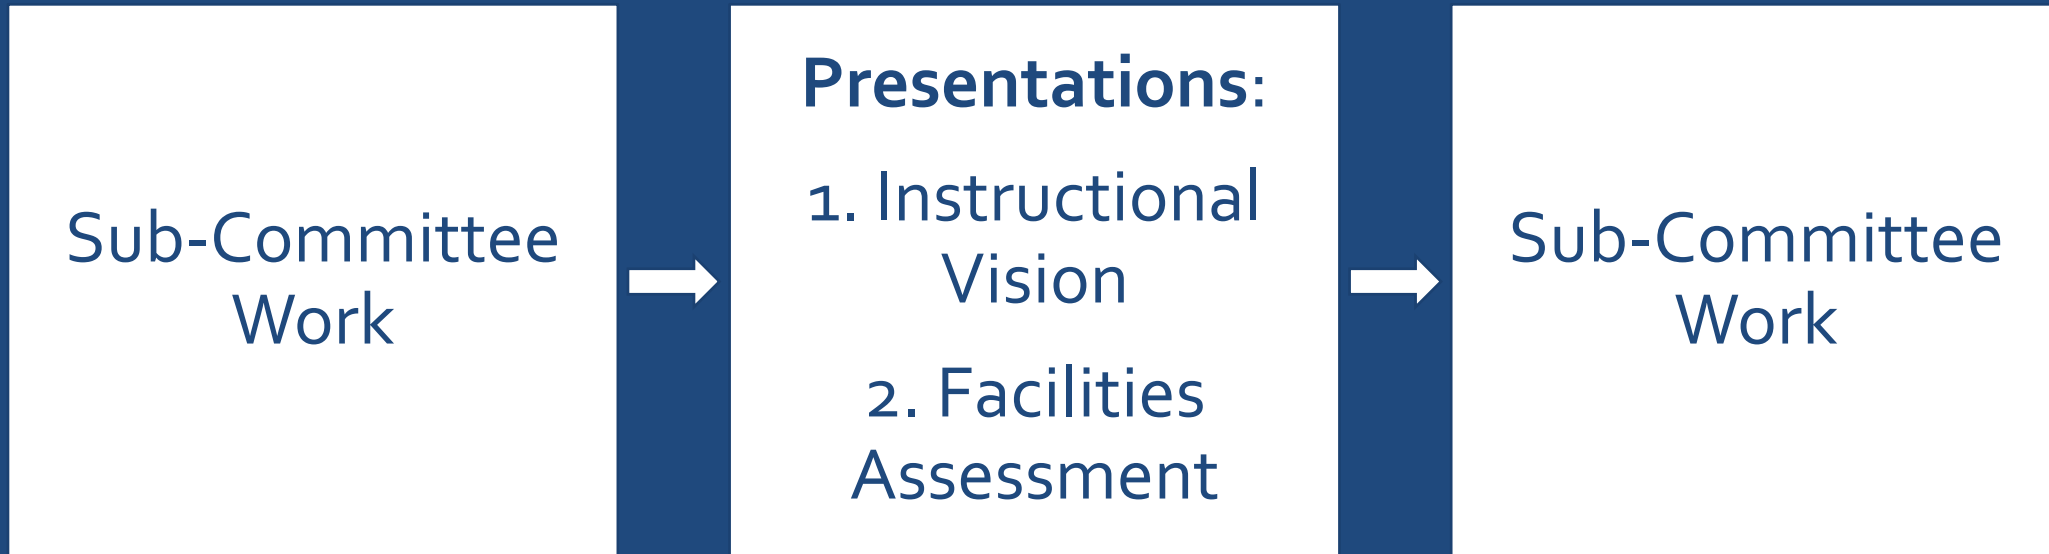 Sub-Committee
Work
Presentations:
1. Instructional
Vision
2. Facilities
Assessment
Sub-Committee
Work